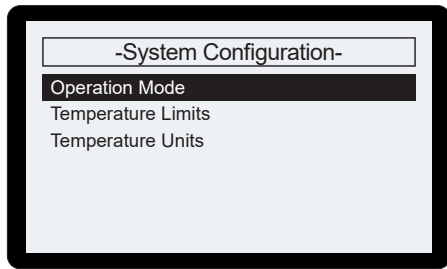 -System Configuration-
Operation Mode
Temperature Limits
Temperature Units